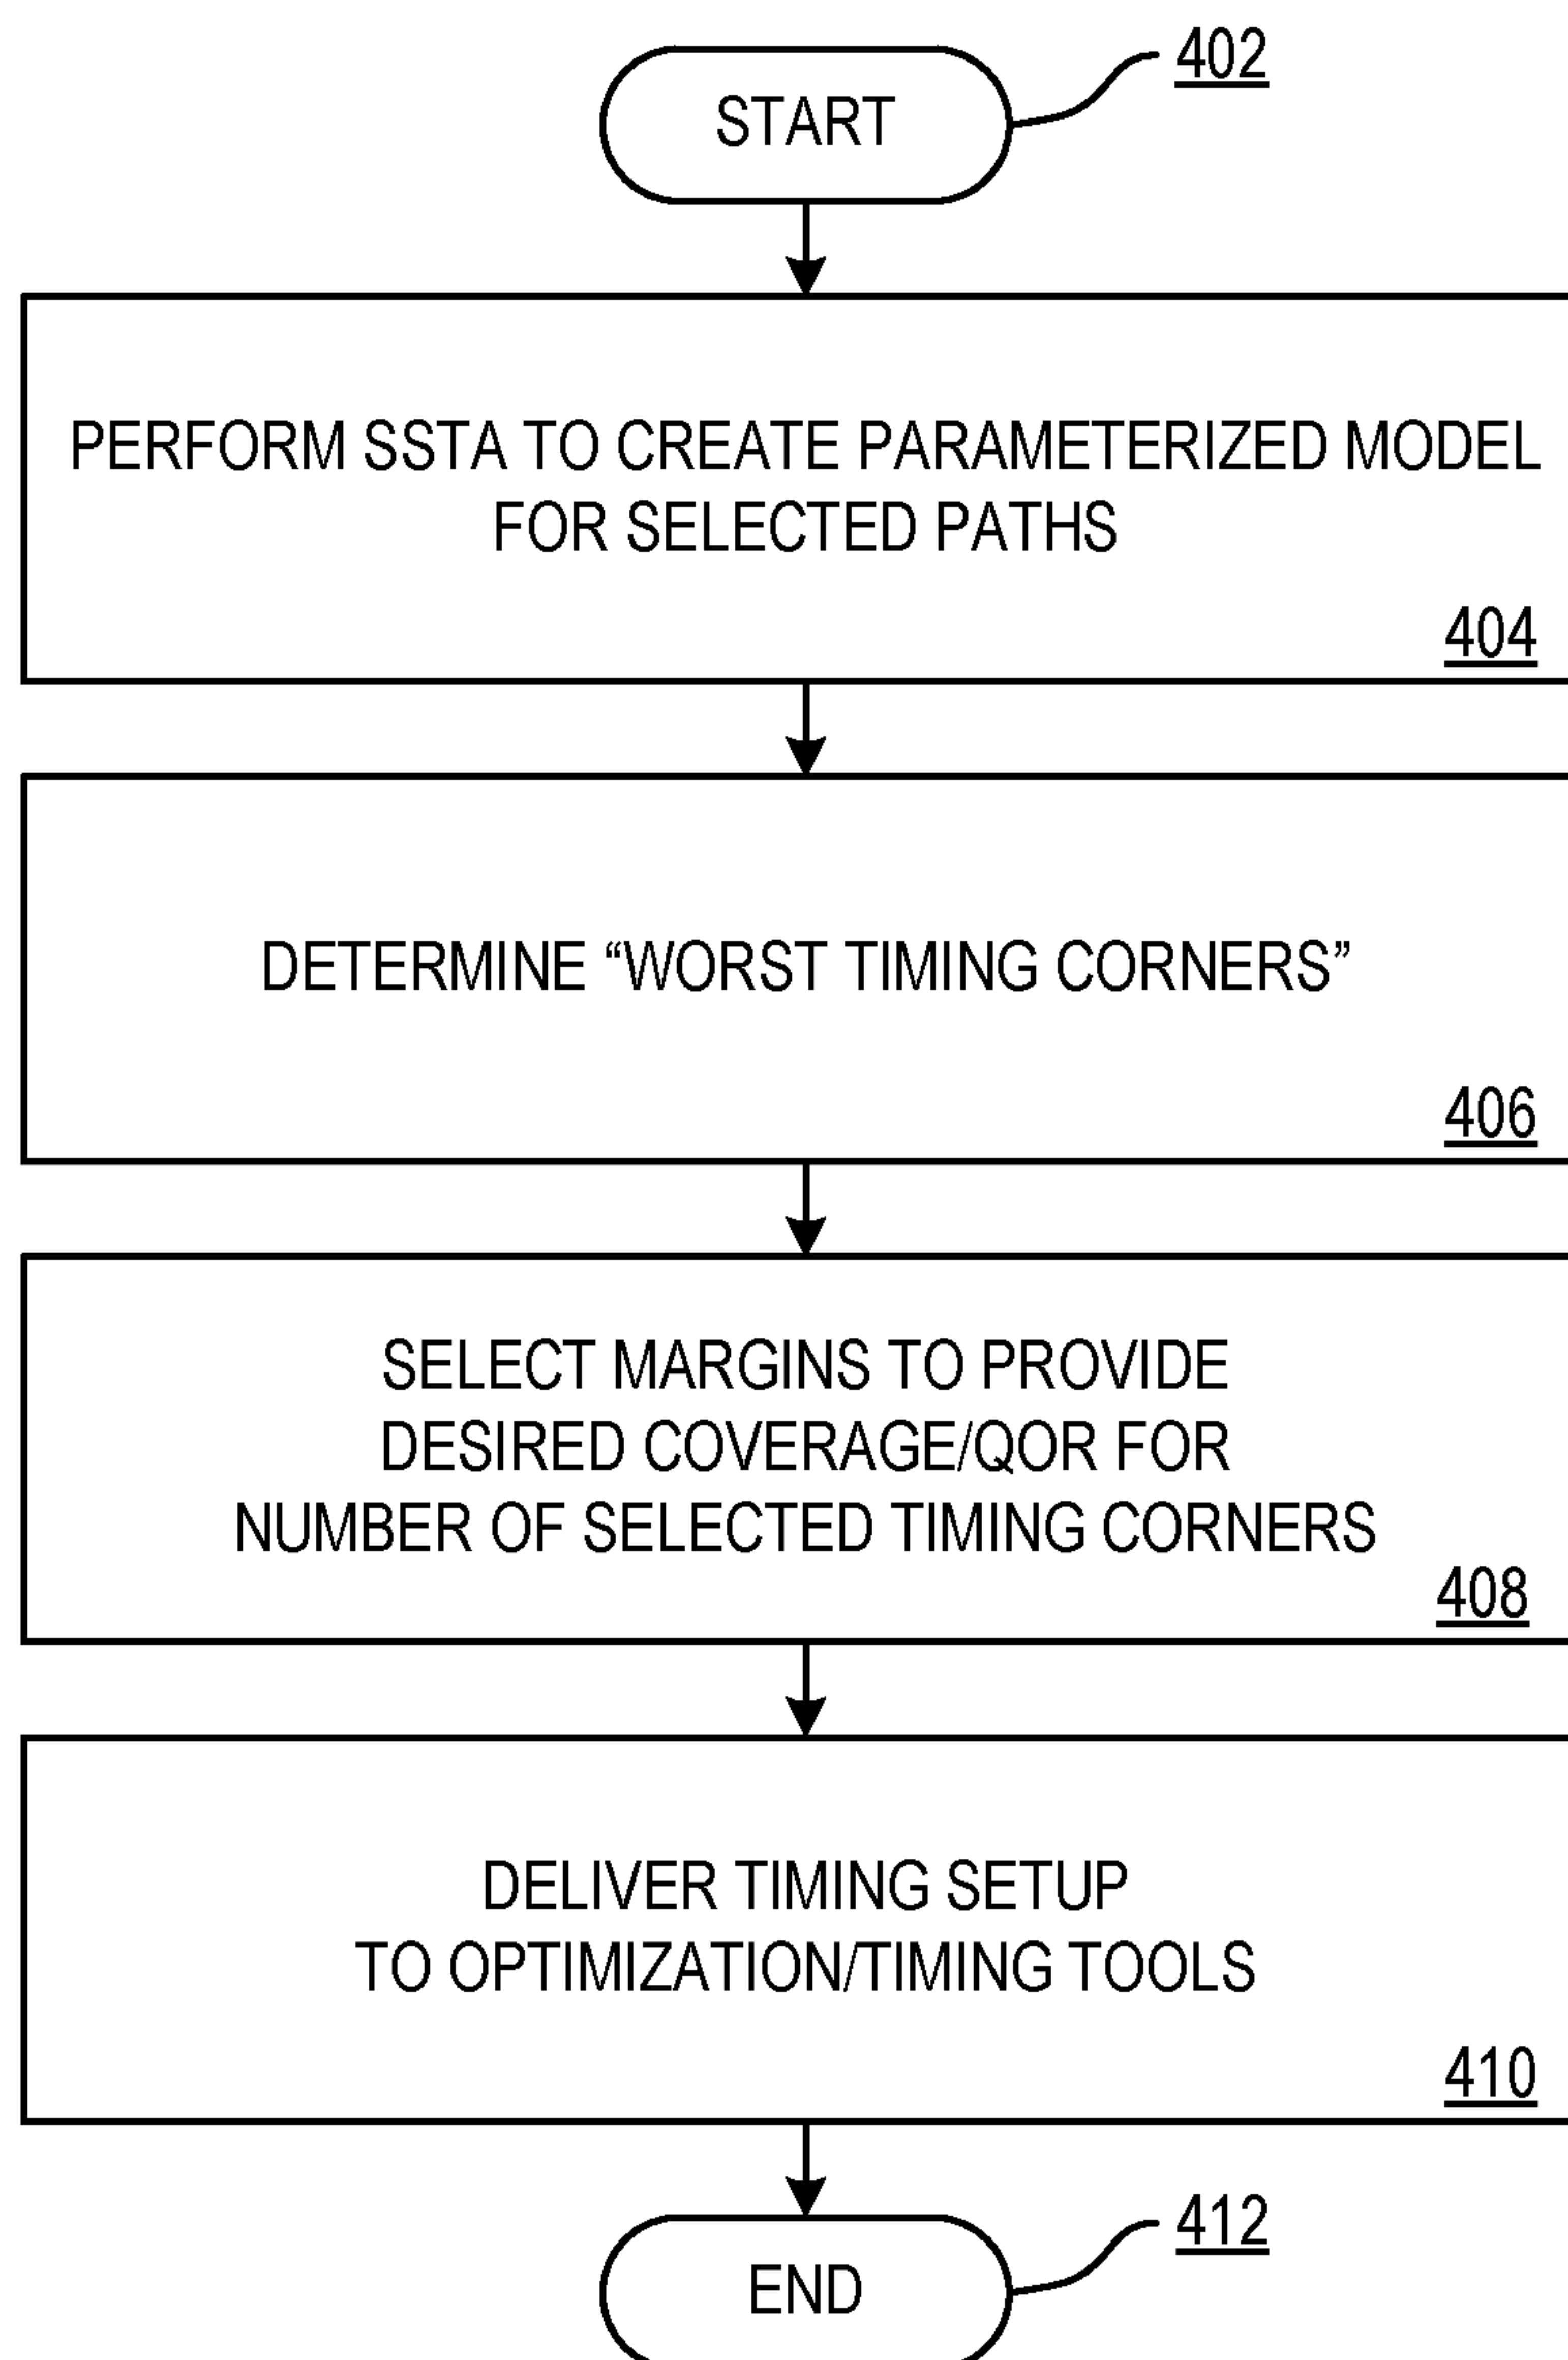 402
START
PERFORM SSTA TO CREATE PARAMETERIZED MODEL
FOR SELECTED PATHS
404
DETERMINE “WORST TIMING CORNERS”
406
SELECT MARGINS TO PROVIDE
DESIRED COVERAGE/QOR FOR
NUMBER OF SELECTED TIMING CORNERS
408
DELIVER TIMING SETUP
TO OPTIMIZATION/TIMING TOOLS
410
412
END